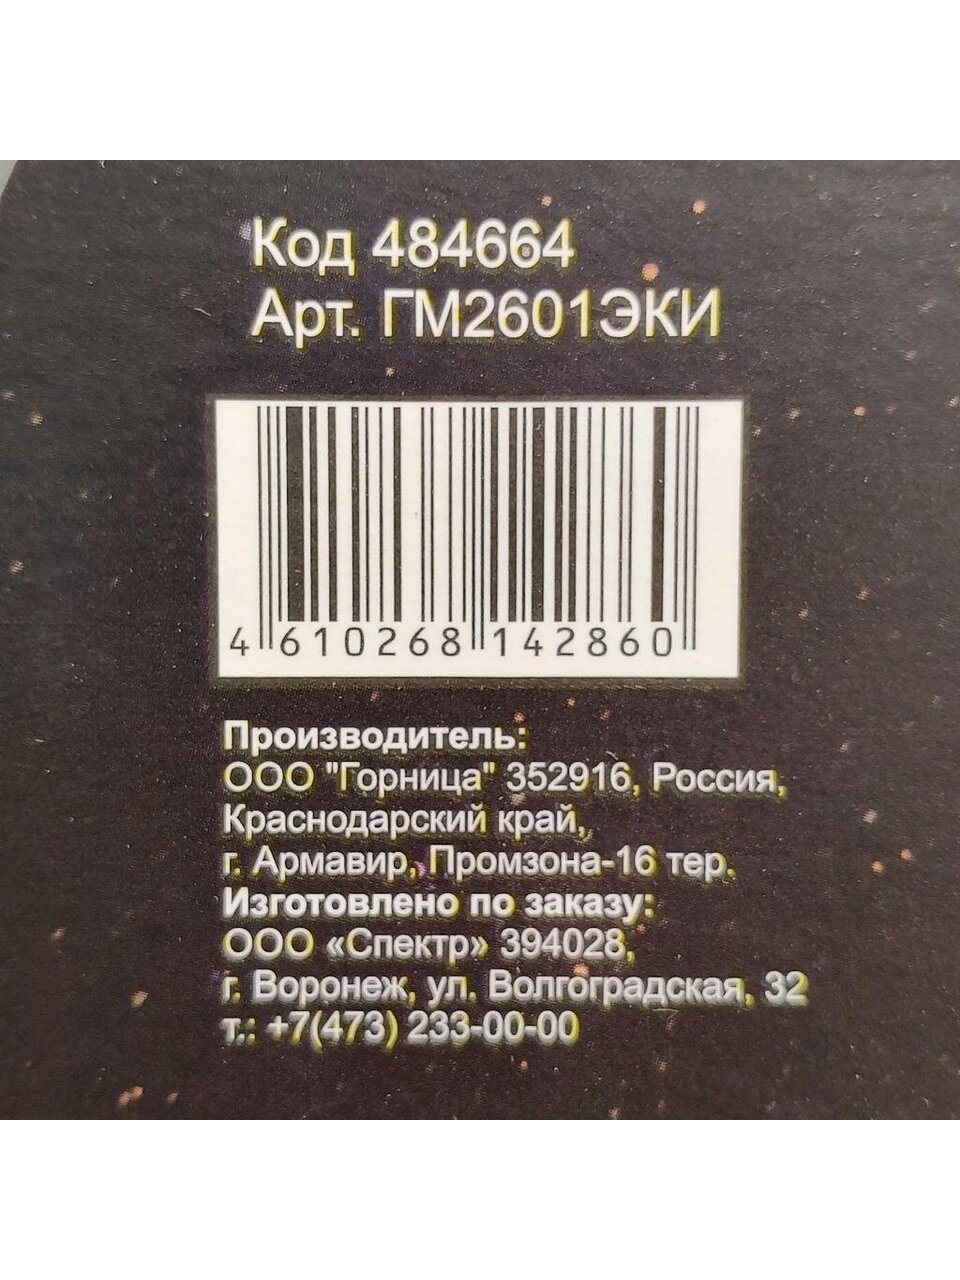 Код 484664
Арт. ГМ2601ЭКИ
4 610268 142860
Производитель:
ООО "Горница" 352916, Россия,
Краснодарский край,
г. Армавир, Промзона-16 тер.
Изготовлено по заказу:
ООО «Спектр» 394028,
г. Воронеж, ул. Волгоградская, 32
т.: +7(473) 233-00-00